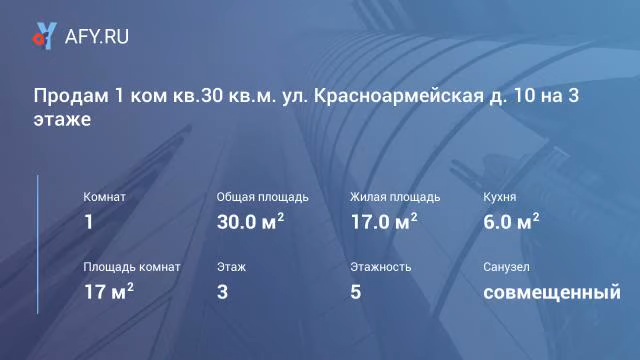 AFY.RU
Продам 1 ком кв.30 кв.м. ул. Красноармейская д. 10 на 3
этаже
Комнат
1
Общая площадь
30.0 м²
Жилая площадь
17.0 м²
Кухня
6.0 м²
Площадь комнат
17 м²
Этаж
3
Этажность
5
Санузел
совмещенный